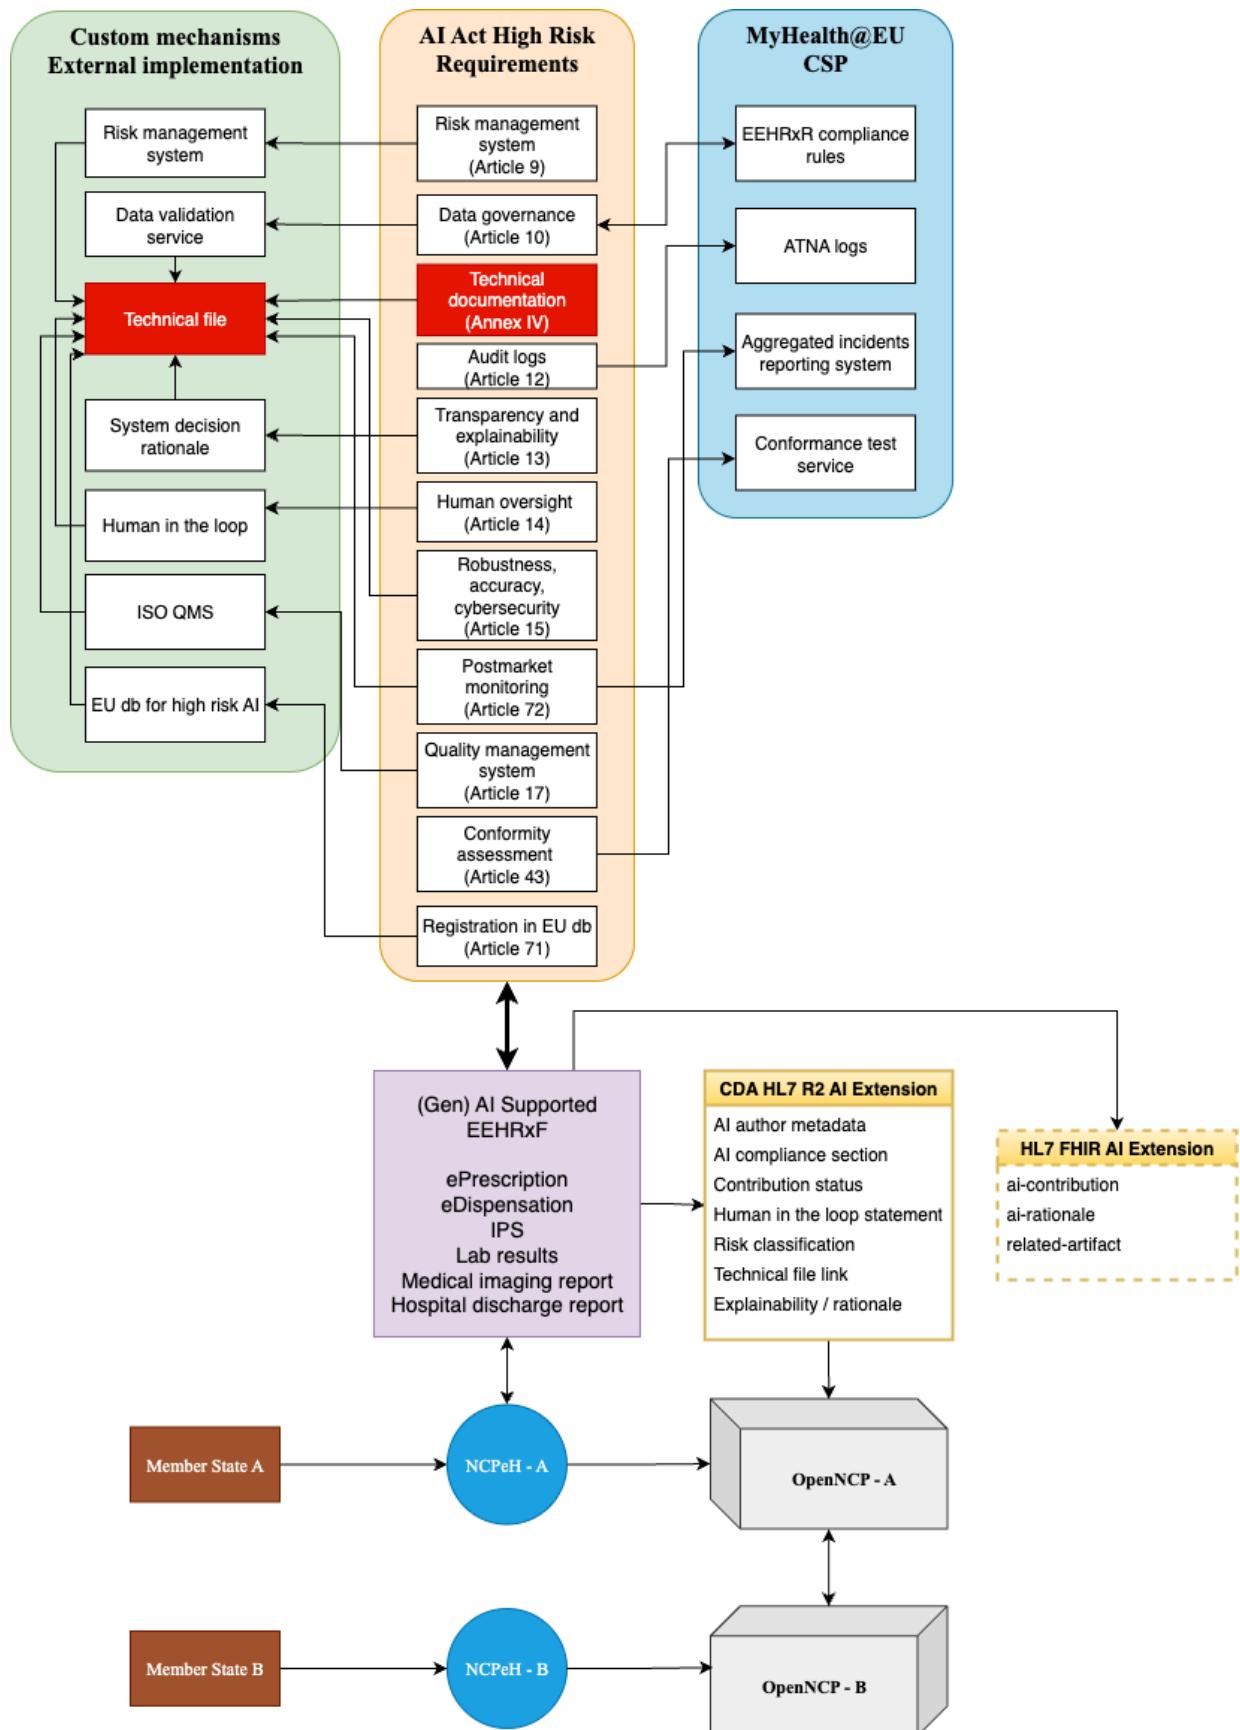 Custom mechanisms
External implementation
Risk management
system
Data validation
service
Technical file
System decision
rationale
Human in the loop
ISO QMS
EU db for high risk AI
AI Act High Risk
Requirements
Risk management
system
(Article 9)
Data governance
(Article 10)
Technical
documentation
(Annex IV)
Audit logs
(Article 12)
Transparency and
explainability
(Article 13)
Human oversight
(Article 14)
Robustness,
accuracy,
cybersecurity
(Article 15)
Postmarket
monitoring
(Article 72)
Quality management
system
(Article 17)
Conformity
assessment
(Article 43)
Registration in EU db
(Article 71)
MyHealth@EU
CSP
EEHRxR compliance
rules
ATNA logs
Aggregated incidents
reporting system
Conformance test
service
(Gen) AI Supported
EEHRxF
ePrescription
eDispensation
IPS
Lab results
Medical imaging report
Hospital discharge report
CDA HL7 R2 AI Extension
AI author metadata
AI compliance section
Contribution status
Human in the loop statement
Risk classification
Technical file link
Explainability / rationale
HL7 FHIR AI Extension
ai-contribution
ai-rationale
related-artifact
Member State A
NCPeH - A
OpenNCP - A
Member State B
NCPeH - B
OpenNCP - B